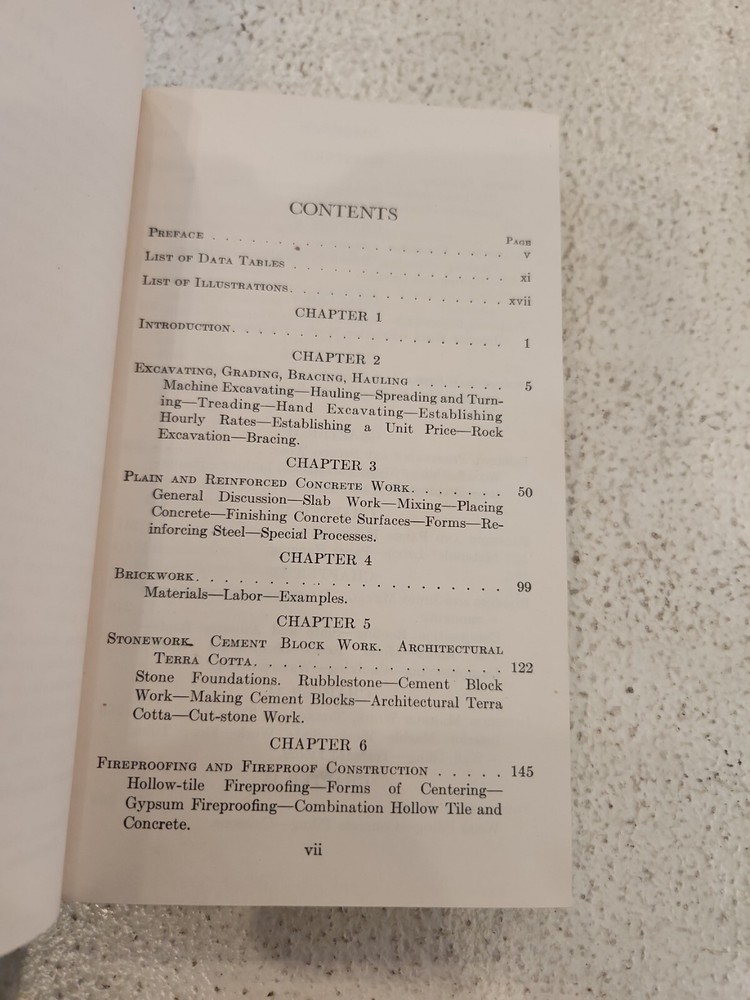 CONTENTS
PAGE
PREFACE . . . . . . . . . . . . . . . . . . . . v
LIST OF DATA TABLES . . . . . . . . . . . . . . . . xi
LIST OF ILLUSTRATIONS. . . . . . . . . . . . . . . . xvii
CHAPTER 1
INTRODUCTION. . . . . . . . . . . . . . . . . . . . 1
CHAPTER 2
EXCAVATING, GRADING, BRACING, HAULING . . . . . . . 5
Machine Excavating—Hauling—Spreading and Turn-
ing—Treading—Hand Excavating—Establishing
Hourly Rates—Establishing a Unit Price—Rock
Excavation—Bracing.
CHAPTER 3
PLAIN AND REINFORCED CONCRETE WORK. . . . . . . 50
General Discussion—Slab Work—Mixing—Placing
Concrete—Finishing Concrete Surfaces—Forms—Re-
inforcing Steel—Special Processes.
CHAPTER 4
BRICKWORK. . . . . . . . . . . . . . . . . . . . . 99
Materials—Labor—Examples.
CHAPTER 5
STONEWORK. CEMENT BLOCK WORK. ARCHITECTURAL
TERRA COTTA. . . . . . . . . . . . . . . . . 122
Stone Foundations. Rubblestone—Cement Block
Work—Making Cement Blocks—Architectural Terra
Cotta—Cut-stone Work.
CHAPTER 6
FIREPROOFING AND FIREPROOF CONSTRUCTION . . . . . 145
Hollow-tile Fireproofing—Forms of Centering—
Gypsum Fireproofing—Combination Hollow Tile and
Concrete.
vii